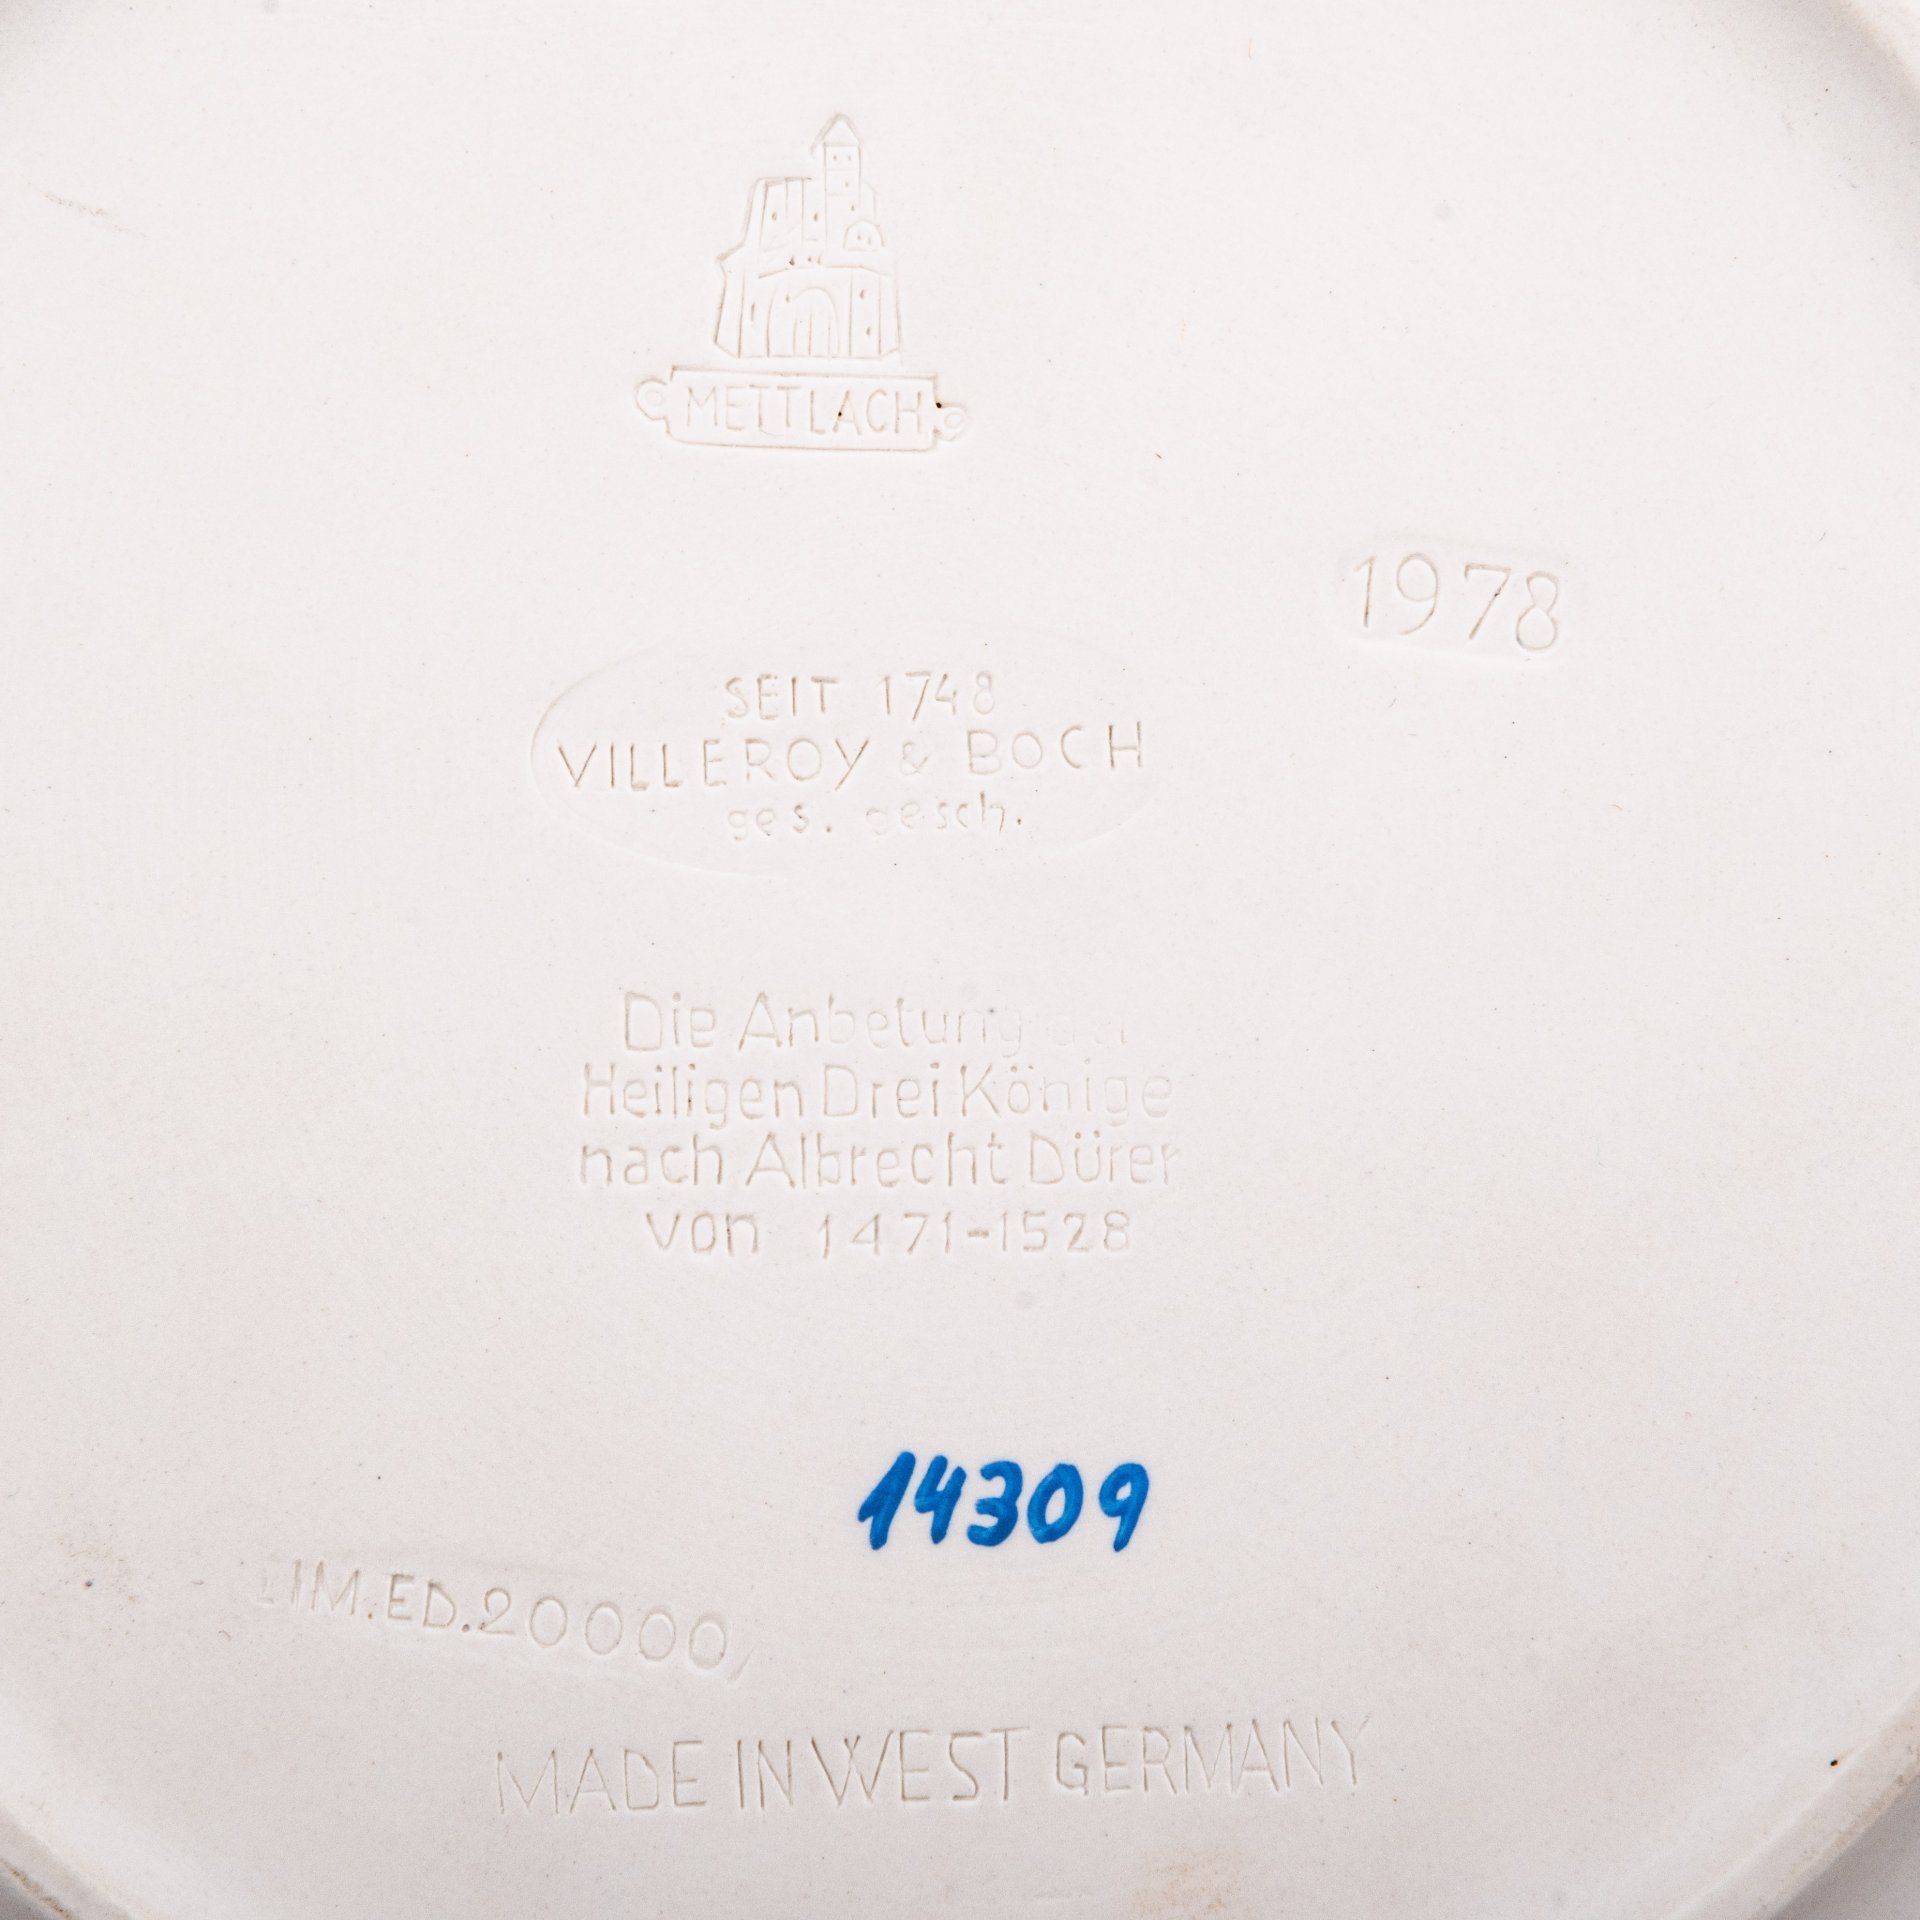 METTLACH
1978
SEIT 1748
VILLEROY & BOCH
ges. gesch.
Die Anbetung
Heiligen Drei Könige
nach Albrecht Dürer
von 1471-1528
14309
LIM.ED.20000/
MADE IN WEST GERMANY